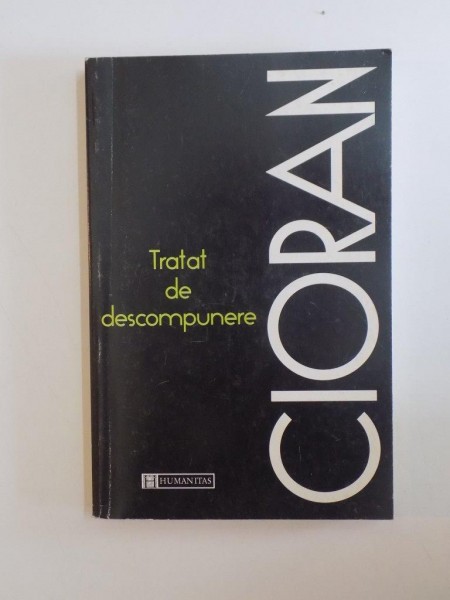 CIORAN
Tratat
de
descompunere
HUMANITAS